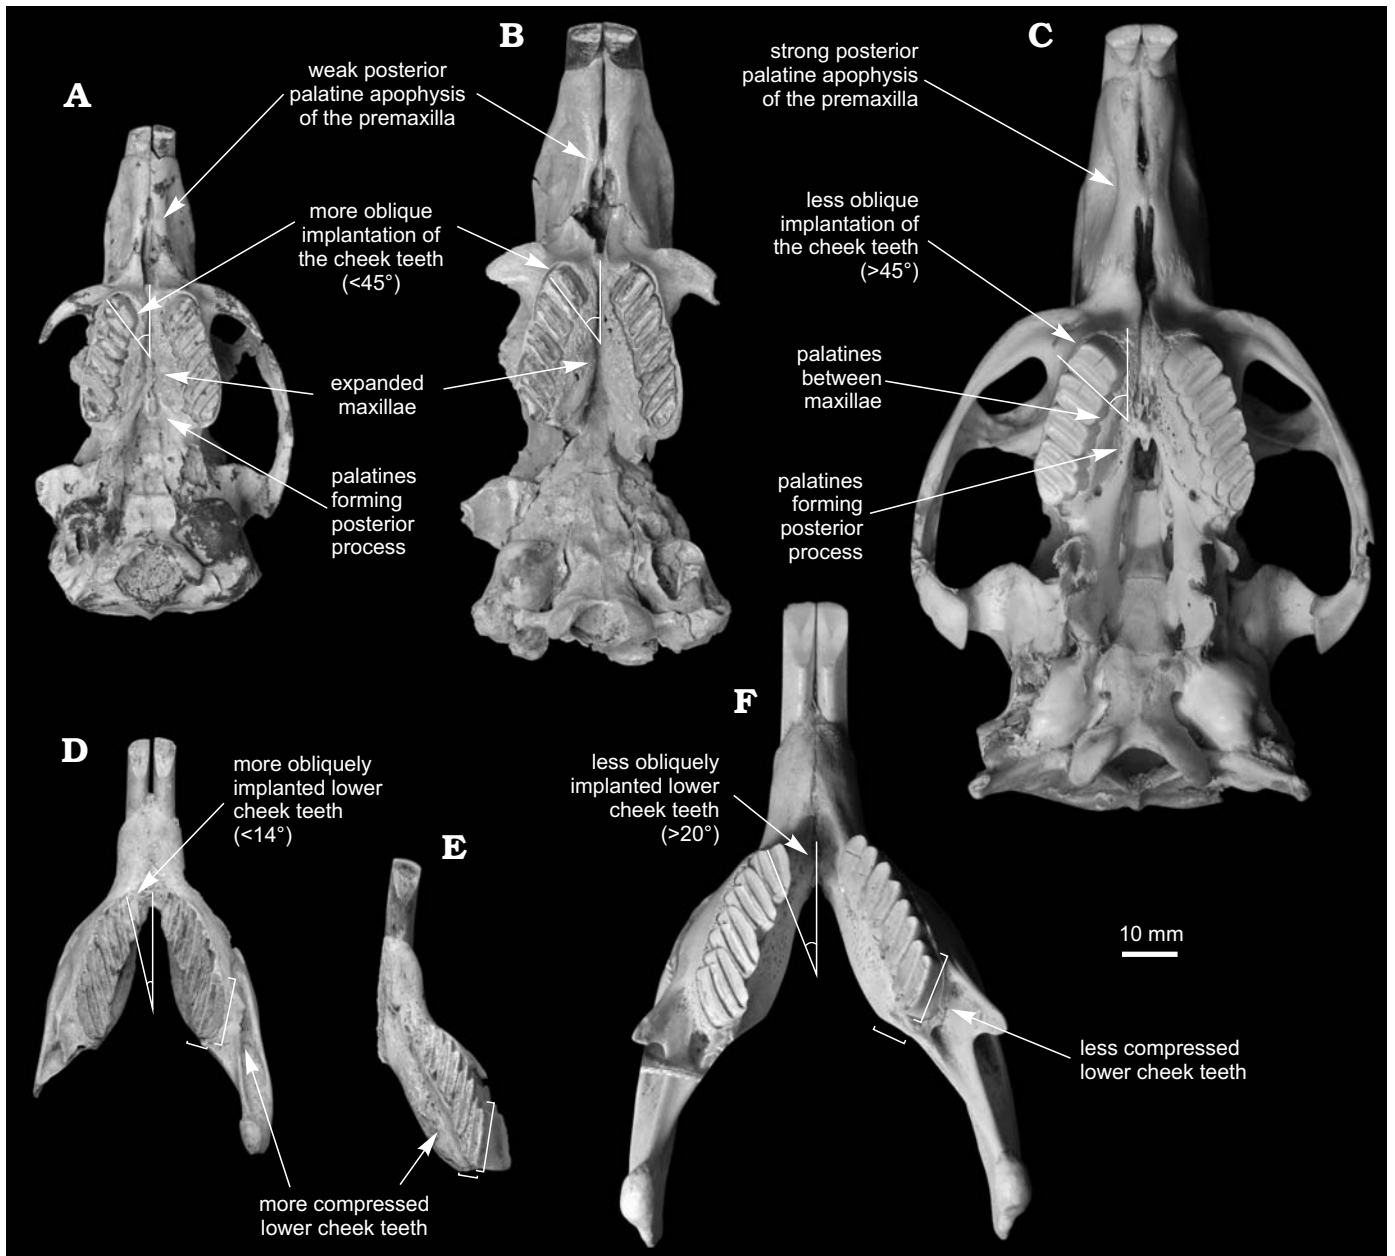 A
weak posterior
palatine apophysis
of the premaxilla
B
strong posterior
palatine apophysis
of the premaxilla
C
more oblique
implantation of
the cheek teeth
(<45°)
less oblique
implantation of
the cheek teeth
(>45°)
expanded
maxillae
palatines
between
maxillae
palatines
forming
posterior
process
palatines
forming
posterior
process
D
more obliquely
implanted lower
cheek teeth
(<14°)
E
F
less obliquely
implanted lower
cheek teeth
(>20°)
10 mm
less compressed
lower cheek teeth
more compressed
lower cheek teeth